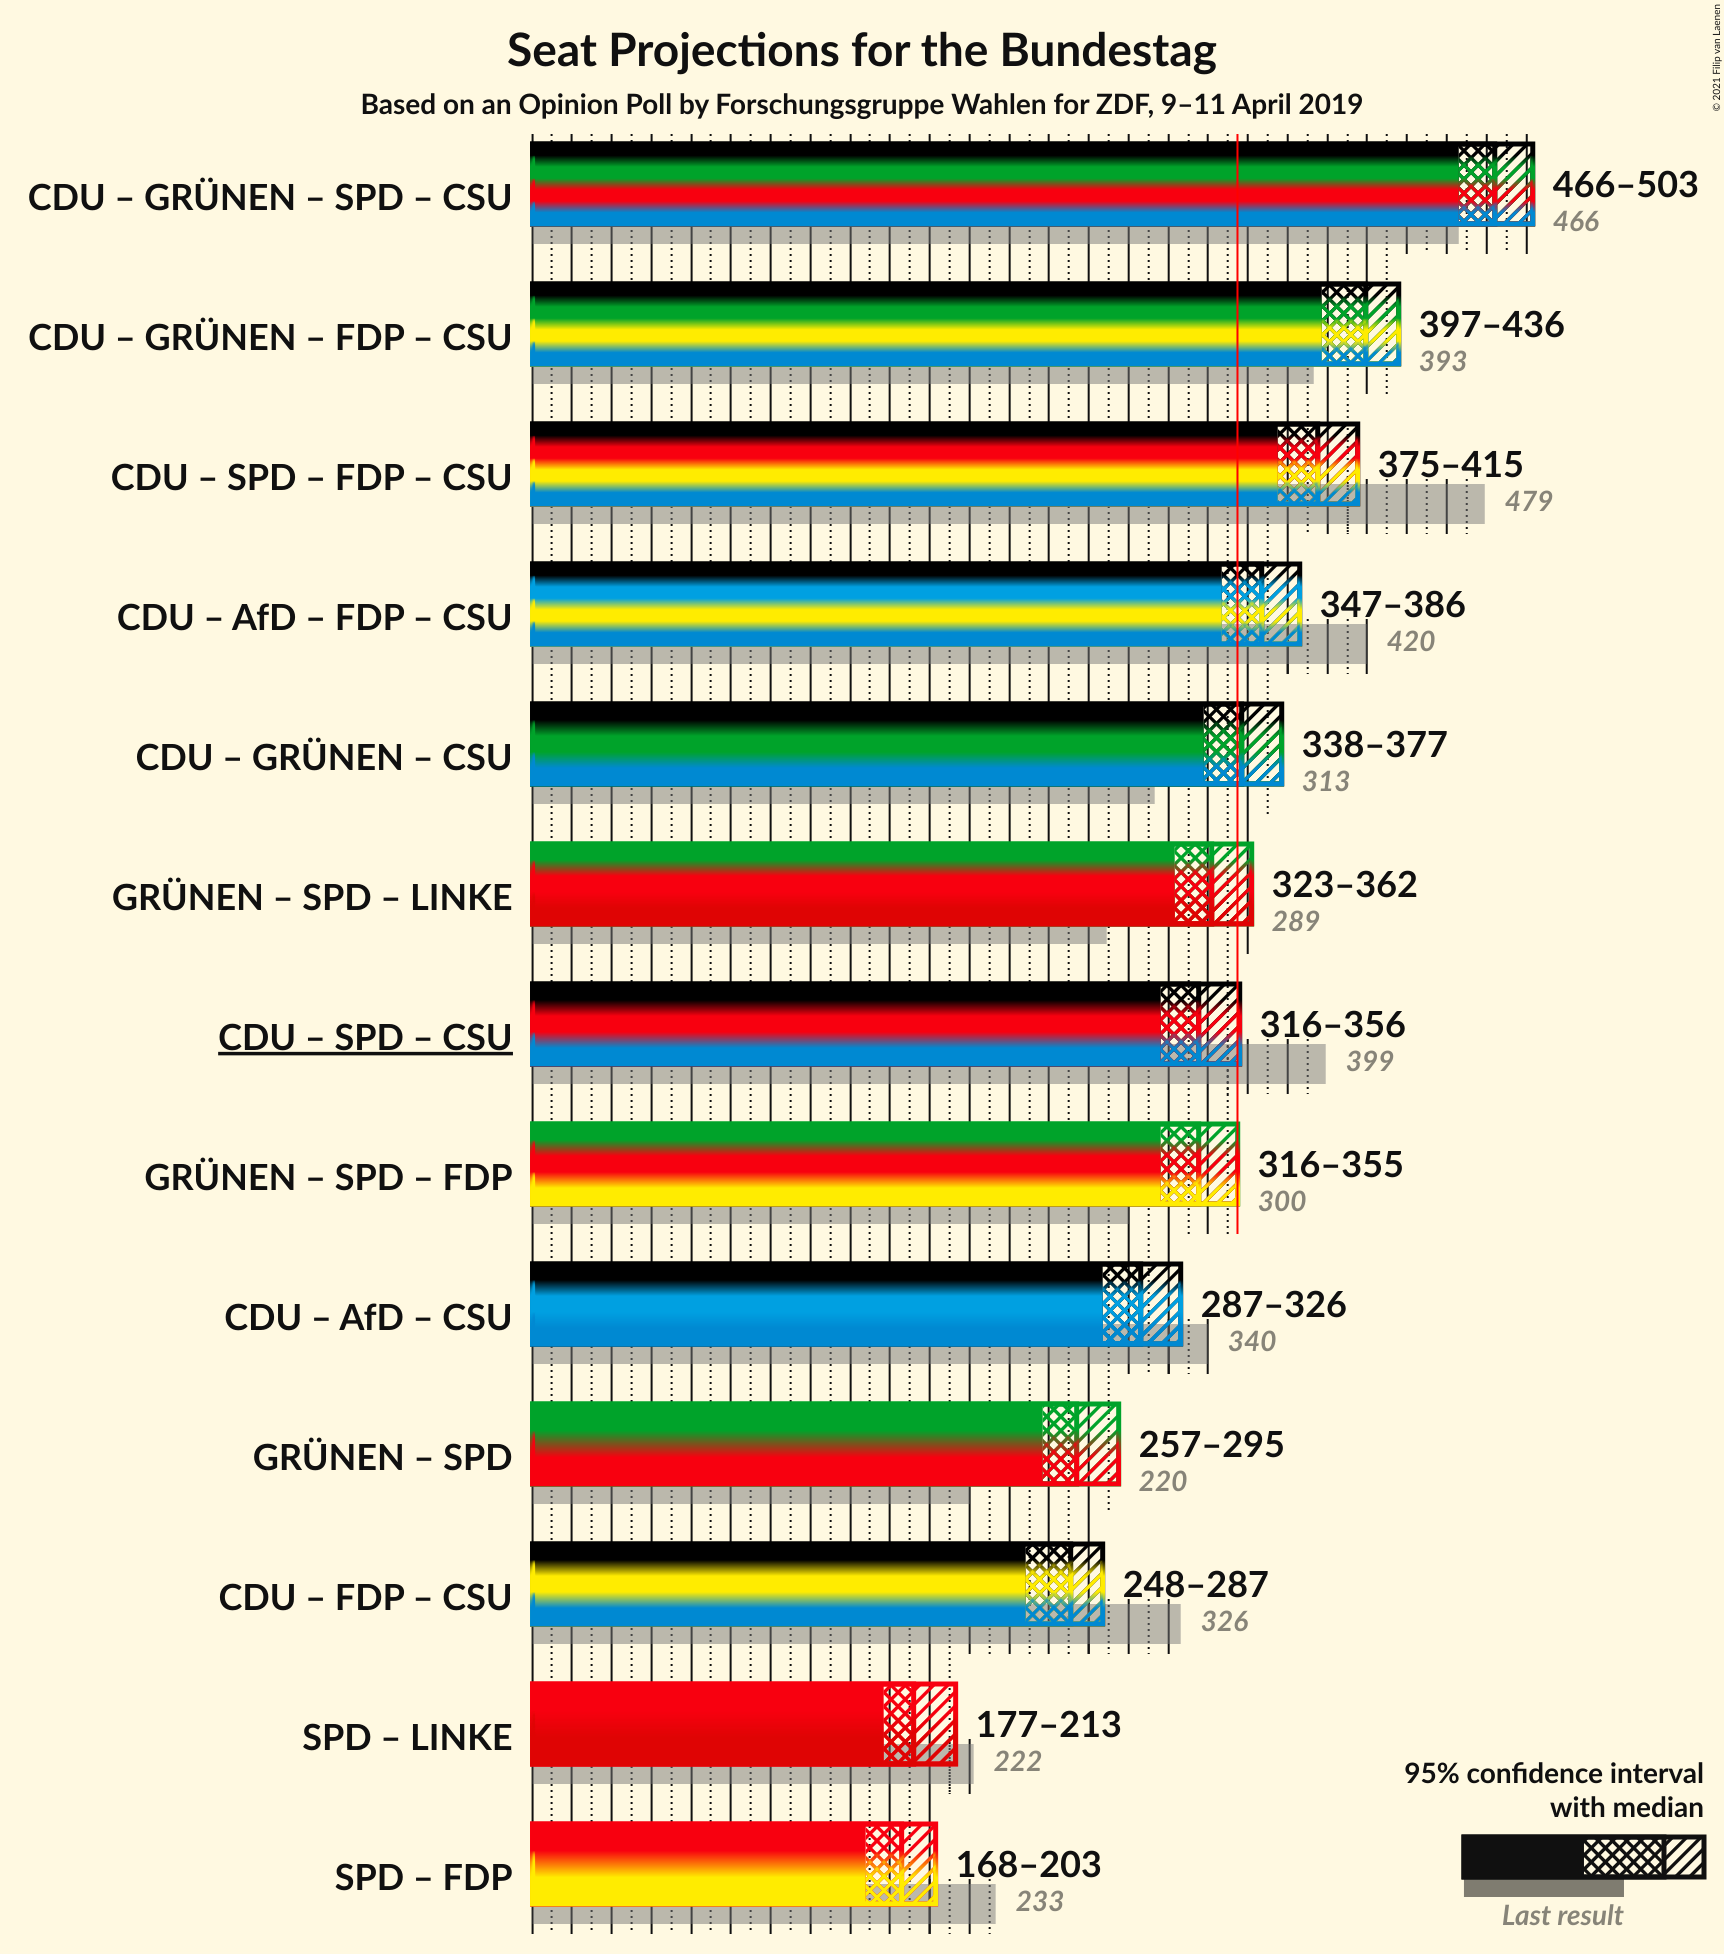 Seat Projections for the Bundestag
Based on an Opinion Poll by Forschungsgruppe Wahlen for ZDF, 9–11 April 2019
© 2021 Filip van Laenen
CDU – GRÜNEN – SPD – CSU
466–503
466
CDU – GRÜNEN – FDP – CSU
397–436
393
CDU – SPD – FDP – CSU
375–415
479
CDU – AfD – FDP – CSU
347–386
420
CDU – GRÜNEN – CSU
338–377
313
GRÜNEN – SPD – LINKE
323–362
289
CDU – SPD – CSU
316–356
399
GRÜNEN – SPD – FDP
316–355
300
CDU – AfD – CSU
287–326
340
GRÜNEN – SPD
257–295
220
CDU – FDP – CSU
248–287
326
SPD – LINKE
177–213
222
SPD – FDP
168–203
233
95% confidence interval
with median
Last result